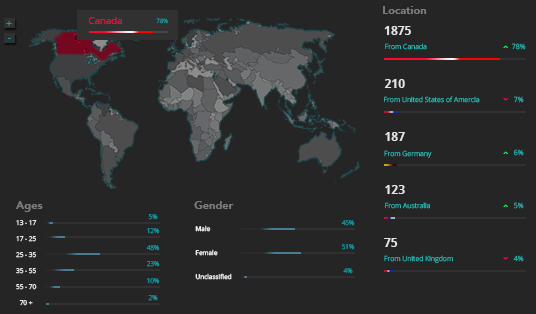 Location
+
-
Canada 78%
1875
From Canada 78%
210
From United States of Amercia 7%
187
From Germany 6%
123
From Australia 5%
75
From United Kingdom 4%
Ages
13 - 17 5%
17 - 25 12%
25 - 35 48%
35 - 55 23%
55 - 70 10%
70 + 2%
Gender
Male 45%
Female 51%
Unclassified 4%